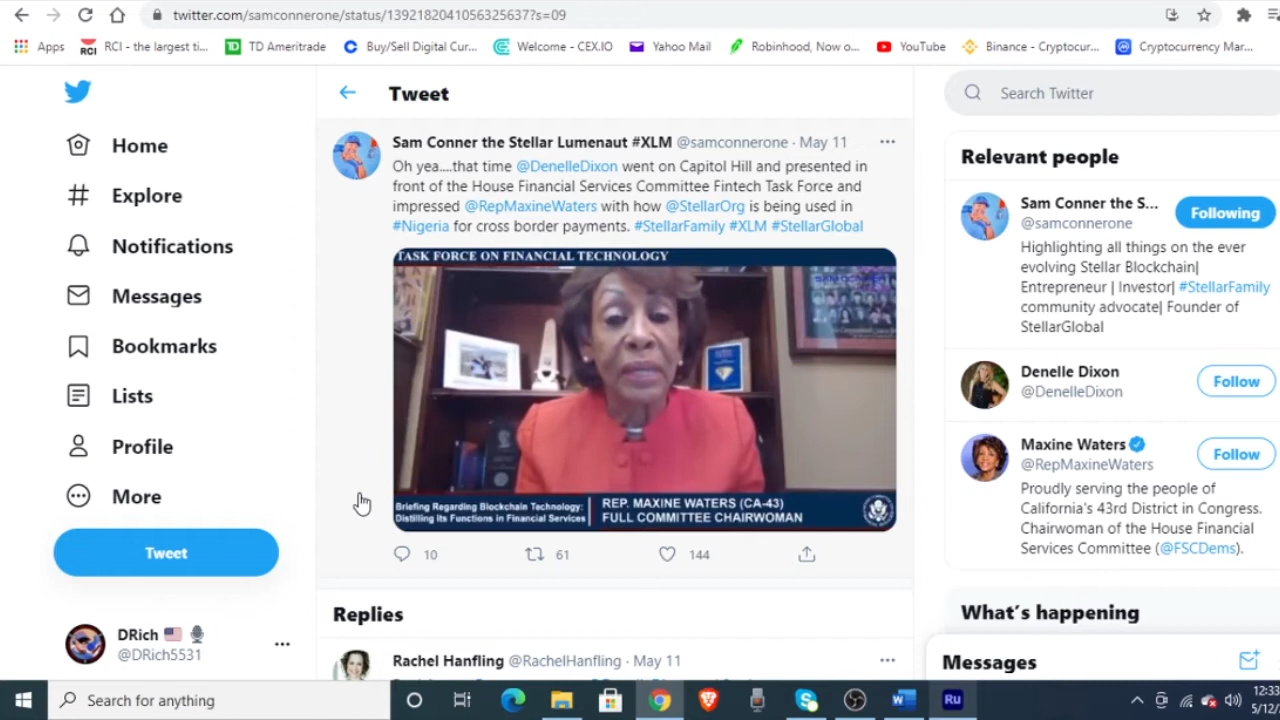 twitter.com/samconnerone/status/1392182041056325637?s=09
Apps RCI - the largest ti... TD Ameritrade Buy/Sell Digital Cur... Welcome - CEX.IO Yahoo Mail Robinhood, Now o... YouTube Binance - Cryptocur... Cryptocurrency Mar...
Home
Explore
Notifications
Messages
Bookmarks
Lists
Profile
More
Tweet
DRich
@DRich5531
Tweet
Sam Conner the Stellar Lumenaut #XLM @samconnerone · May 11
Oh yea....that time @DenelleDixon went on Capitol Hill and presented in
front of the House Financial Services Committee Fintech Task Force and
impressed @RepMaxineWaters with how @StellarOrg is being used in
#Nigeria for cross border payments. #StellarFamily #XLM #StellarGlobal
TASK FORCE ON FINANCIAL TECHNOLOGY
Briefing Regarding Blockchain Technology:
Distilling Its Functions in Financial Services
REP. MAXINE WATERS (CA-43)
FULL COMMITTEE CHAIRWOMAN
10 61 144
Replies
Rachel Hanfling @RachelHanfling · May 11
Search Twitter
Relevant people
Sam Conner the S...
@samconnerone
Following
Highlighting all things on the ever
evolving Stellar Blockchain|
Entrepreneur | Investor| #StellarFamily
community advocate| Founder of
StellarGlobal
Denelle Dixon
@DenelleDixon
Follow
Maxine Waters
@RepMaxineWaters
Follow
Proudly serving the people of
California's 43rd District in Congress.
Chairwoman of the House Financial
Services Committee (@FSCDems).
What's happening
Messages
Search for anything
Ru
12:33
5/12/